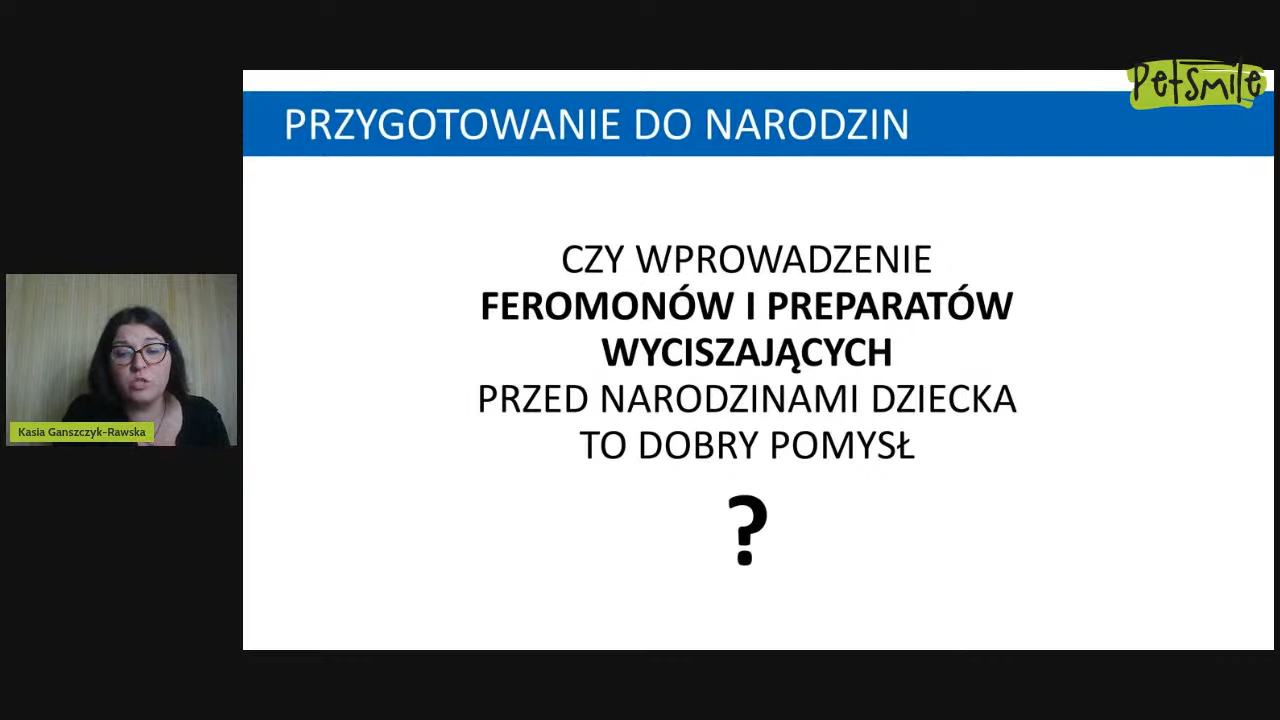 PetSmile
PRZYGOTOWANIE DO NARODZIN
CZY WPROWADZENIE
FEROMONÓW I PREPARATÓW
WYCISZAJĄCYCH
PRZED NARODZINAMI DZIECKA
TO DOBRY POMYSŁ
?
Kasia Ganszczyk-Rawska